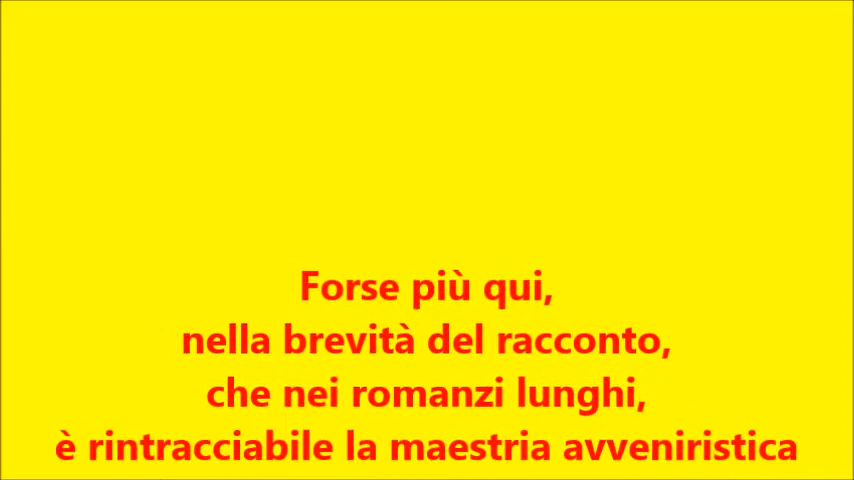 Forse più qui,
nella brevità del racconto,
che nei romanzi lunghi,
è rintracciabile la maestria avveniristica